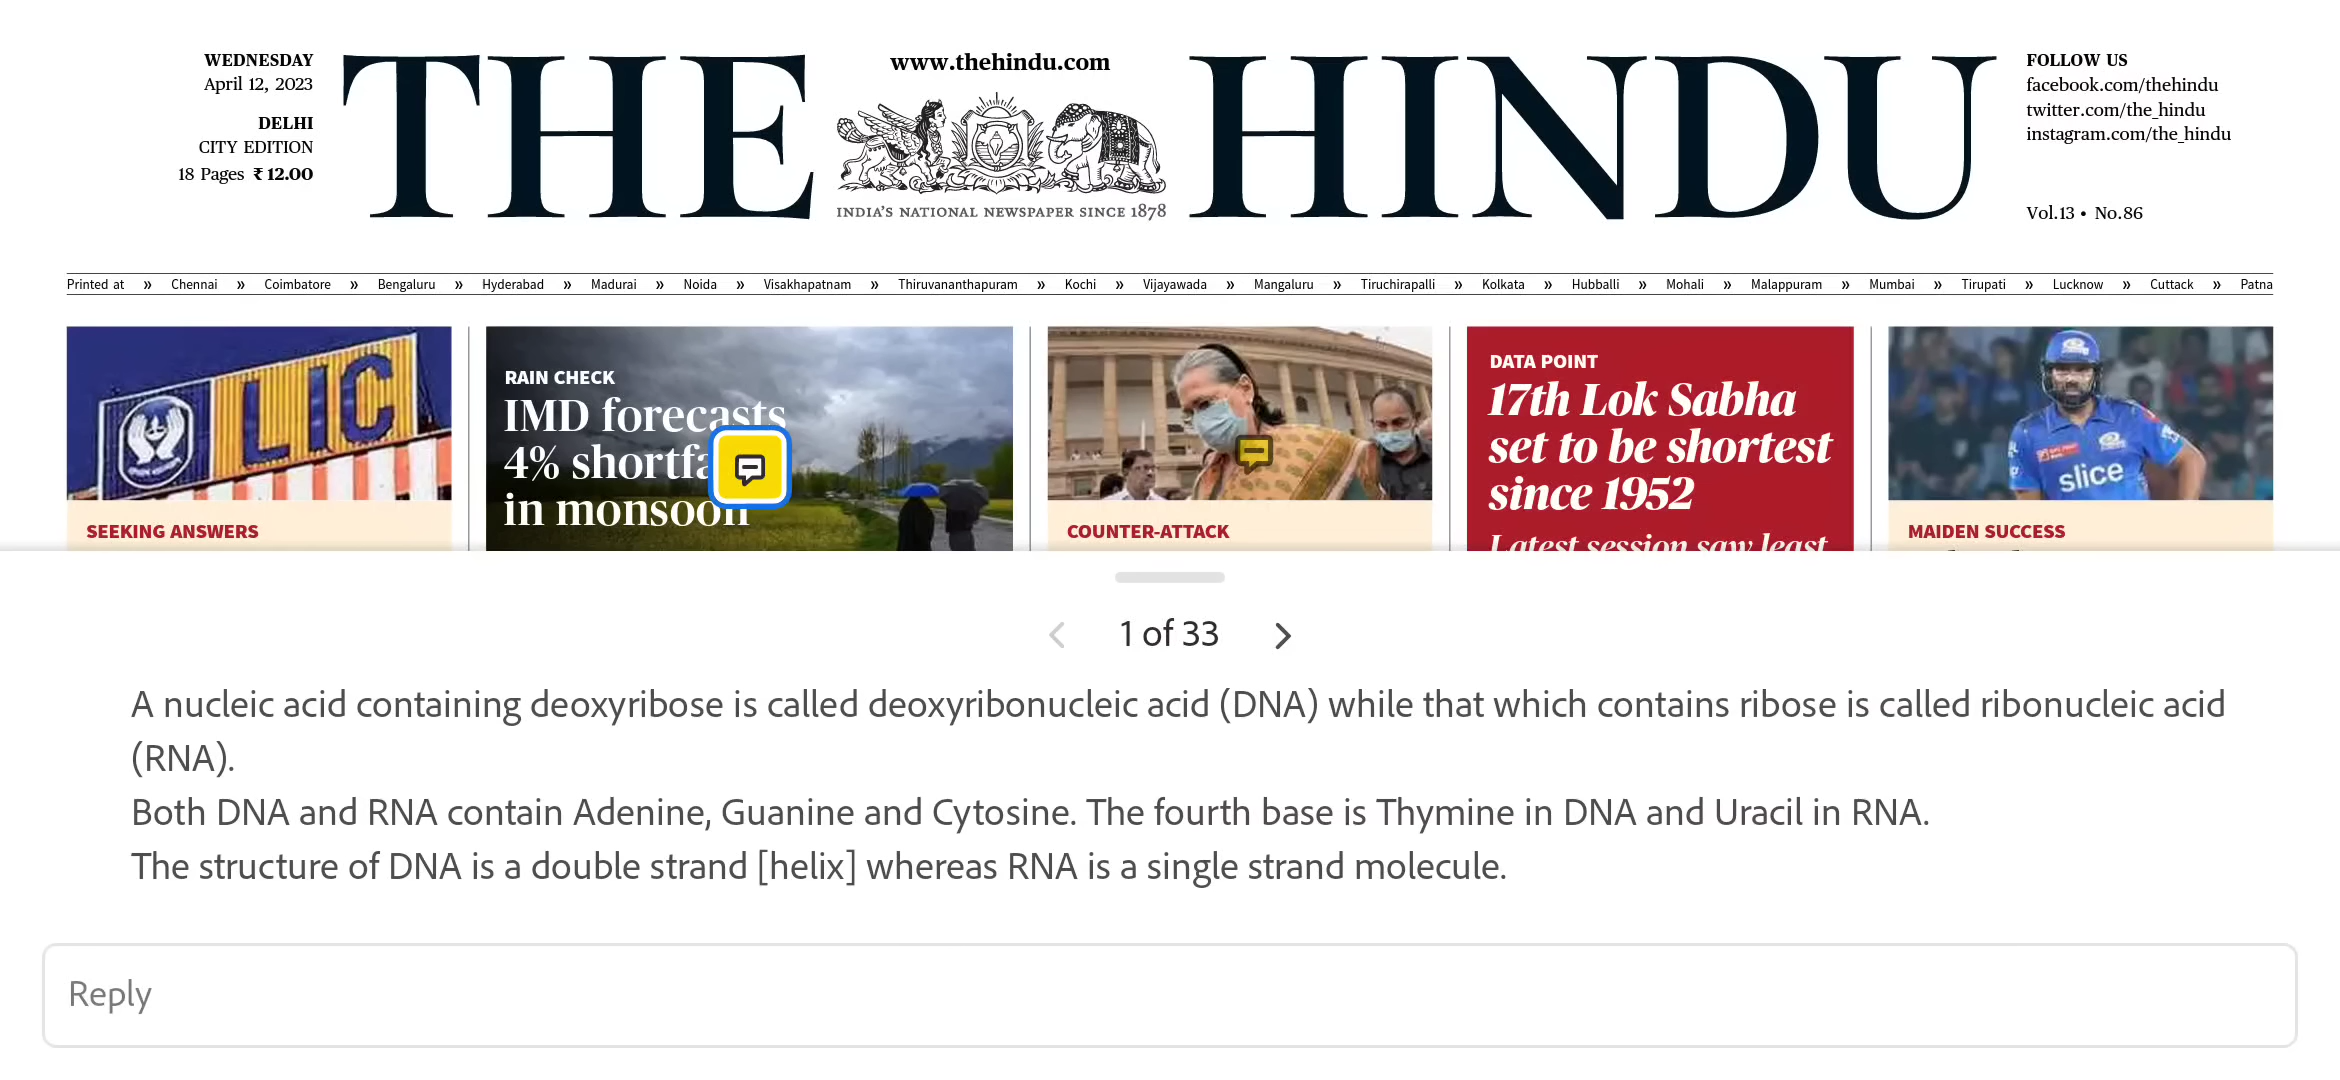 WEDNESDAY
April 12, 2023
DELHI
CITY EDITION
18 Pages ₹ 12.00
THE HINDU
www.thehindu.com
INDIA'S NATIONAL NEWSPAPER SINCE 1878
FOLLOW US
facebook.com/thehindu
twitter.com/the_hindu
instagram.com/the_hindu
Vol.13 • No.86
Printed at » Chennai » Coimbatore » Bengaluru » Hyderabad » Madurai » Noida » Visakhapatnam » Thiruvananthapuram » Kochi » Vijayawada » Mangaluru » Tiruchirapalli » Kolkata » Hubballi » Mohali » Malappuram » Mumbai » Tirupati » Lucknow » Cuttack » Patna
LIC
SEEKING ANSWERS
RAIN CHECK
IMD forecasts
4%
in monsoon
COUNTER-ATTACK
DATA POINT
17th Lok Sabha
set to be shortest
since 1952
Latest session saw least
slice
MAIDEN SUCCESS
1 of 33
A nucleic acid containing deoxyribose is called deoxyribonucleic acid (DNA) while that which contains ribose is called ribonucleic acid
(RNA).
Both DNA and RNA contain Adenine, Guanine and Cytosine. The fourth base is Thymine in DNA and Uracil in RNA.
The structure of DNA is a double strand [helix] whereas RNA is a single strand molecule.
Reply